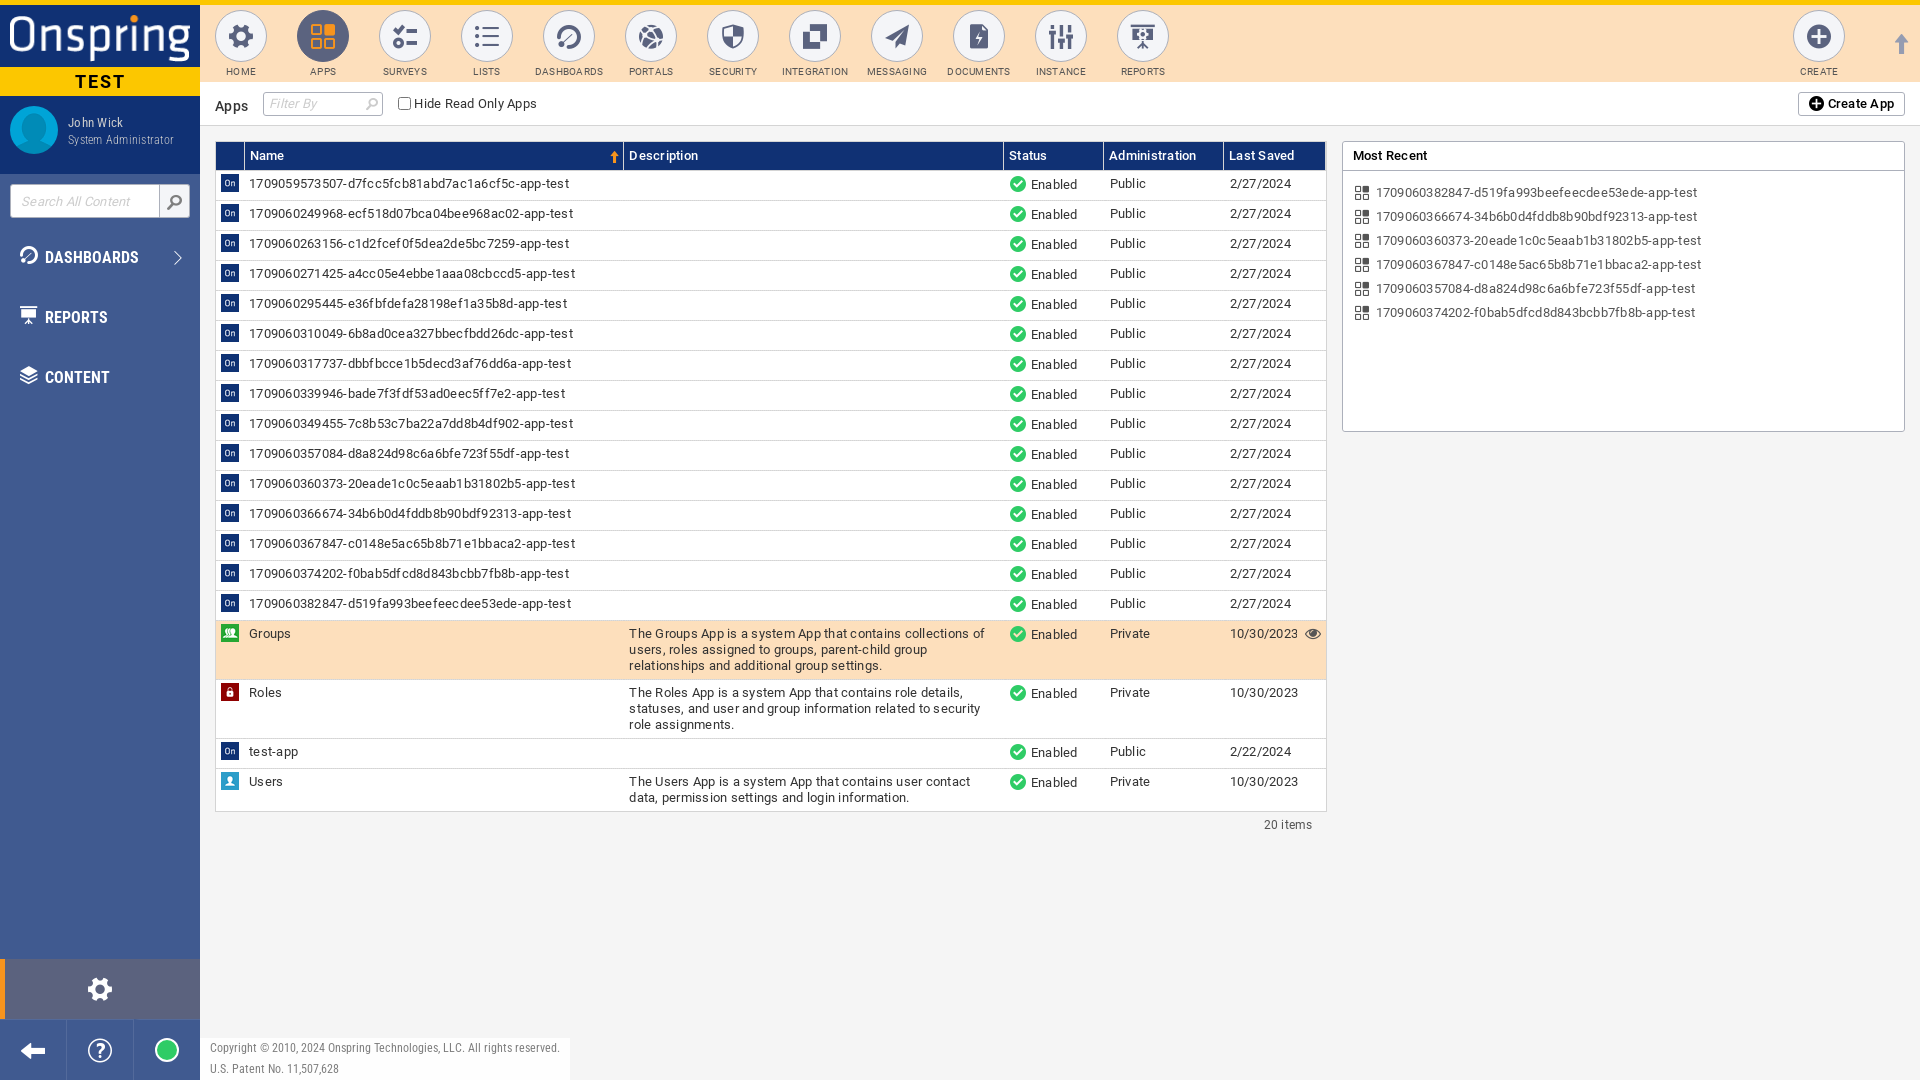 Onspring
TEST
John Wick
System Administrator
Search All Content
DASHBOARDS
REPORTS
CONTENT
HOME
APPS
SURVEYS
LISTS
DASHBOARDS
PORTALS
SECURITY
INTEGRATION
MESSAGING
DOCUMENTS
INSTANCE
REPORTS
CREATE
Apps
Filter By
Hide Read Only Apps
Create App
Name Description Status Administration Last Saved
On 1709059573507-d7fcc5fcb81abd7ac1a6cf5c-app-test Enabled Public 2/27/2024
On 1709060249968-ecf518d07bca04bee968ac02-app-test Enabled Public 2/27/2024
On 1709060263156-c1d2fcef0f5dea2de5bc7259-app-test Enabled Public 2/27/2024
On 1709060271425-a4cc05e4ebbe1aaa08cbccd5-app-test Enabled Public 2/27/2024
On 1709060295445-e36fbfdefa28198ef1a35b8d-app-test Enabled Public 2/27/2024
On 1709060310049-6b8ad0cea327bbecfbdd26dc-app-test Enabled Public 2/27/2024
On 1709060317737-dbbfbcce1b5decd3af76dd6a-app-test Enabled Public 2/27/2024
On 1709060339946-bade7f3fdf53ad0eec5ff7e2-app-test Enabled Public 2/27/2024
On 1709060349455-7c8b53c7ba22a7dd8b4df902-app-test Enabled Public 2/27/2024
On 1709060357084-d8a824d98c6a6bfe723f55df-app-test Enabled Public 2/27/2024
On 1709060360373-20eade1c0c5eaab1b31802b5-app-test Enabled Public 2/27/2024
On 1709060366674-34b6b0d4fddb8b90bdf92313-app-test Enabled Public 2/27/2024
On 1709060367847-c0148e5ac65b8b71e1bbaca2-app-test Enabled Public 2/27/2024
On 1709060374202-f0bab5dfcd8d843bcbb7fb8b-app-test Enabled Public 2/27/2024
On 1709060382847-d519fa993beefeecdee53ede-app-test Enabled Public 2/27/2024
Groups The Groups App is a system App that contains collections of Enabled Private 10/30/2023
users, roles assigned to groups, parent-child group
relationships and additional group settings.
Roles The Roles App is a system App that contains role details, Enabled Private 10/30/2023
statuses, and user and group information related to security
role assignments.
On test-app Enabled Public 2/22/2024
Users The Users App is a system App that contains user contact Enabled Private 10/30/2023
data, permission settings and login information.
20 items
Most Recent
1709060382847-d519fa993beefeecdee53ede-app-test
1709060366674-34b6b0d4fddb8b90bdf92313-app-test
1709060360373-20eade1c0c5eaab1b31802b5-app-test
1709060367847-c0148e5ac65b8b71e1bbaca2-app-test
1709060357084-d8a824d98c6a6bfe723f55df-app-test
1709060374202-f0bab5dfcd8d843bcbb7fb8b-app-test
Copyright © 2010, 2024 Onspring Technologies, LLC. All rights reserved.
U.S. Patent No. 11,507,628